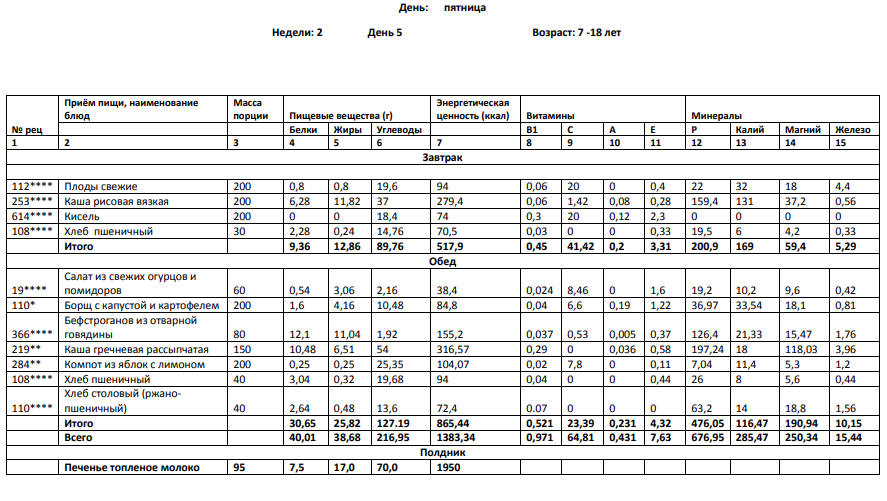 День: пятница
Недели: 2 День 5 Возраст: 7 -18 лет
№ рец Приём пищи, наименование блюд Масса порции Пищевые вещества (г) Энергетическая ценность (ккал) Витамины Минералы
Белки Жиры Углеводы В1 С А Е Р Калий Магний Железо
1 2 3 4 5 6 7 8 9 10 11 12 13 14 15
Завтрак
112**** Плоды свежие 200 0,8 0,8 19,6 94 0,06 20 0 0,4 22 32 18 4,4
253**** Каша рисовая вязкая 200 6,28 11,82 37 279,4 0,06 1,42 0,08 0,28 159,4 131 37,2 0,56
614**** Кисель 200 0 0 18,4 74 0,3 20 0,12 2,3 0 0 0 0
108**** Хлеб пшеничный 30 2,28 0,24 14,76 70,5 0,03 0 0 0,33 19,5 6 4,2 0,33
Итого 9,36 12,86 89,76 517,9 0,45 41,42 0,2 3,31 200,9 169 59,4 5,29
Обед
Салат из свежих огурцов и
19**** помидоров 60 0,54 3,06 2,16 38,4 0,024 8,46 0 1,6 19,2 10,2 9,6 0,42
110* Борщ с капустой и картофелем 200 1,6 4,16 10,48 84,8 0,04 6,6 0,19 1,22 36,97 33,54 18,1 0,81
Бефстроганов из отварной
366**** говядины 80 12,1 11,04 1,92 155,2 0,037 0,53 0,005 0,37 126,4 21,33 15,47 1,76
219** Каша гречневая рассыпчатая 150 10,48 6,51 54 316,57 0,29 0 0,036 0,58 197,24 18 118,03 3,96
284** Компот из яблок с лимоном 200 0,25 0,25 25,35 104,07 0,02 7,8 0 0,11 7,04 11,4 5,3 1,2
108**** Хлеб пшеничный 40 3,04 0,32 19,68 94 0,04 0 0 0,44 26 8 5,6 0,44
Хлеб столовый (ржано-
110**** пшеничный) 40 2,64 0,48 13,6 72,4 0.07 0 0 0 63,2 14 18,8 1,56
Итого 30,65 25,82 127.19 865,44 0,521 23,39 0,231 4,32 476,05 116,47 190,94 10,15
Всего 40,01 38,68 216,95 1383,34 0,971 64,81 0,431 7,63 676,95 285,47 250,34 15,44
Полдник
Печенье топленое молоко 95 7,5 17,0 70,0 1950